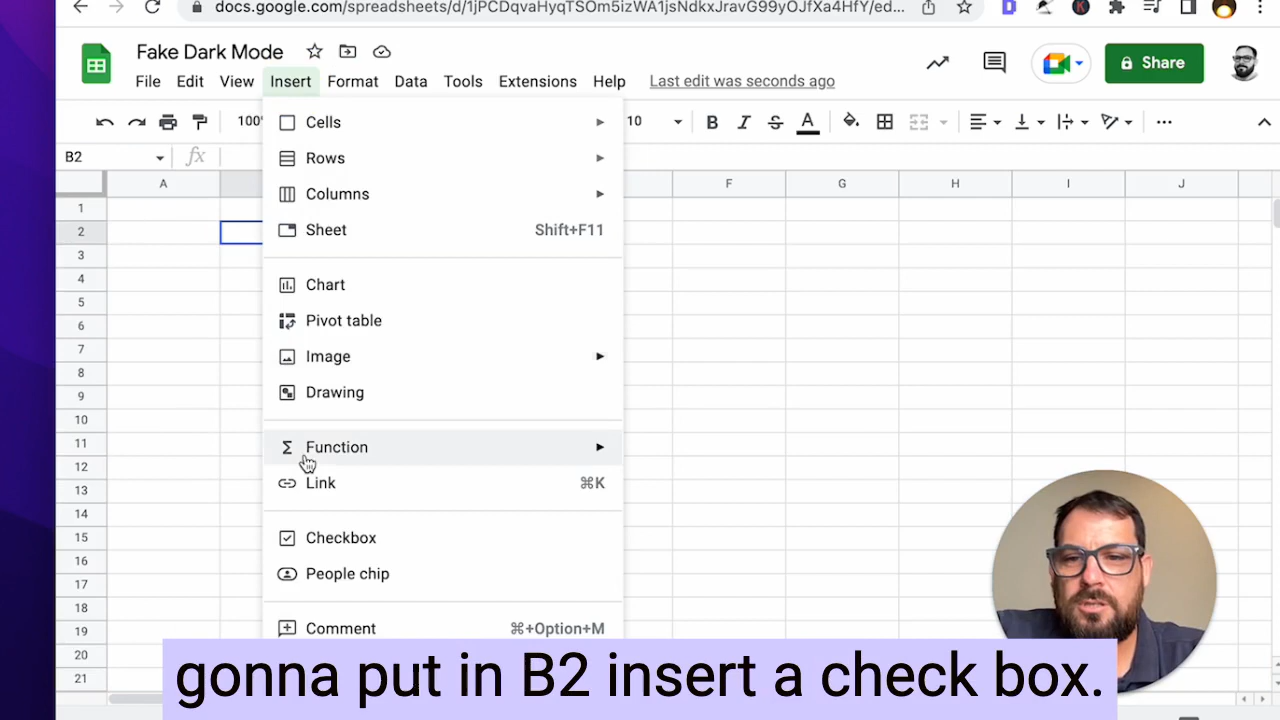 docs.google.com/spreadsheets/d/1jPCDqvaHyqTSOm5izWA1jsNdkxJravG99yOJfXa4HfY/ed...
Fake Dark Mode
File Edit View Insert Format Data Tools Extensions Help Last edit was seconds ago
Share
100% 10
B2
A F G H I J
1
2
3
4
5
6
7
8
9
10
11
12
13
14
15
16
17
18
19
20
21
Cells
Rows
Columns
Sheet Shift+F11
Chart
Pivot table
Image
Drawing
Function
Link ⌘K
Checkbox
People chip
Comment ⌘+Option+M
gonna put in B2 insert a check box.